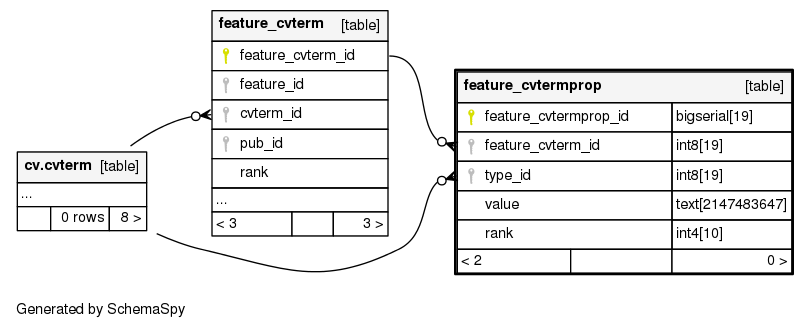 feature_cvterm [table]
feature_cvterm_id
feature_id
cvterm_id
pub_id
rank
...
< 3 3 >
feature_cvtermprop [table]
feature_cvtermprop_id bigserial[19]
feature_cvterm_id int8[19]
type_id int8[19]
value text[2147483647]
rank int4[10]
< 2 0 >
cv.cvterm [table]
...
0 rows 8 >
Generated by SchemaSpy